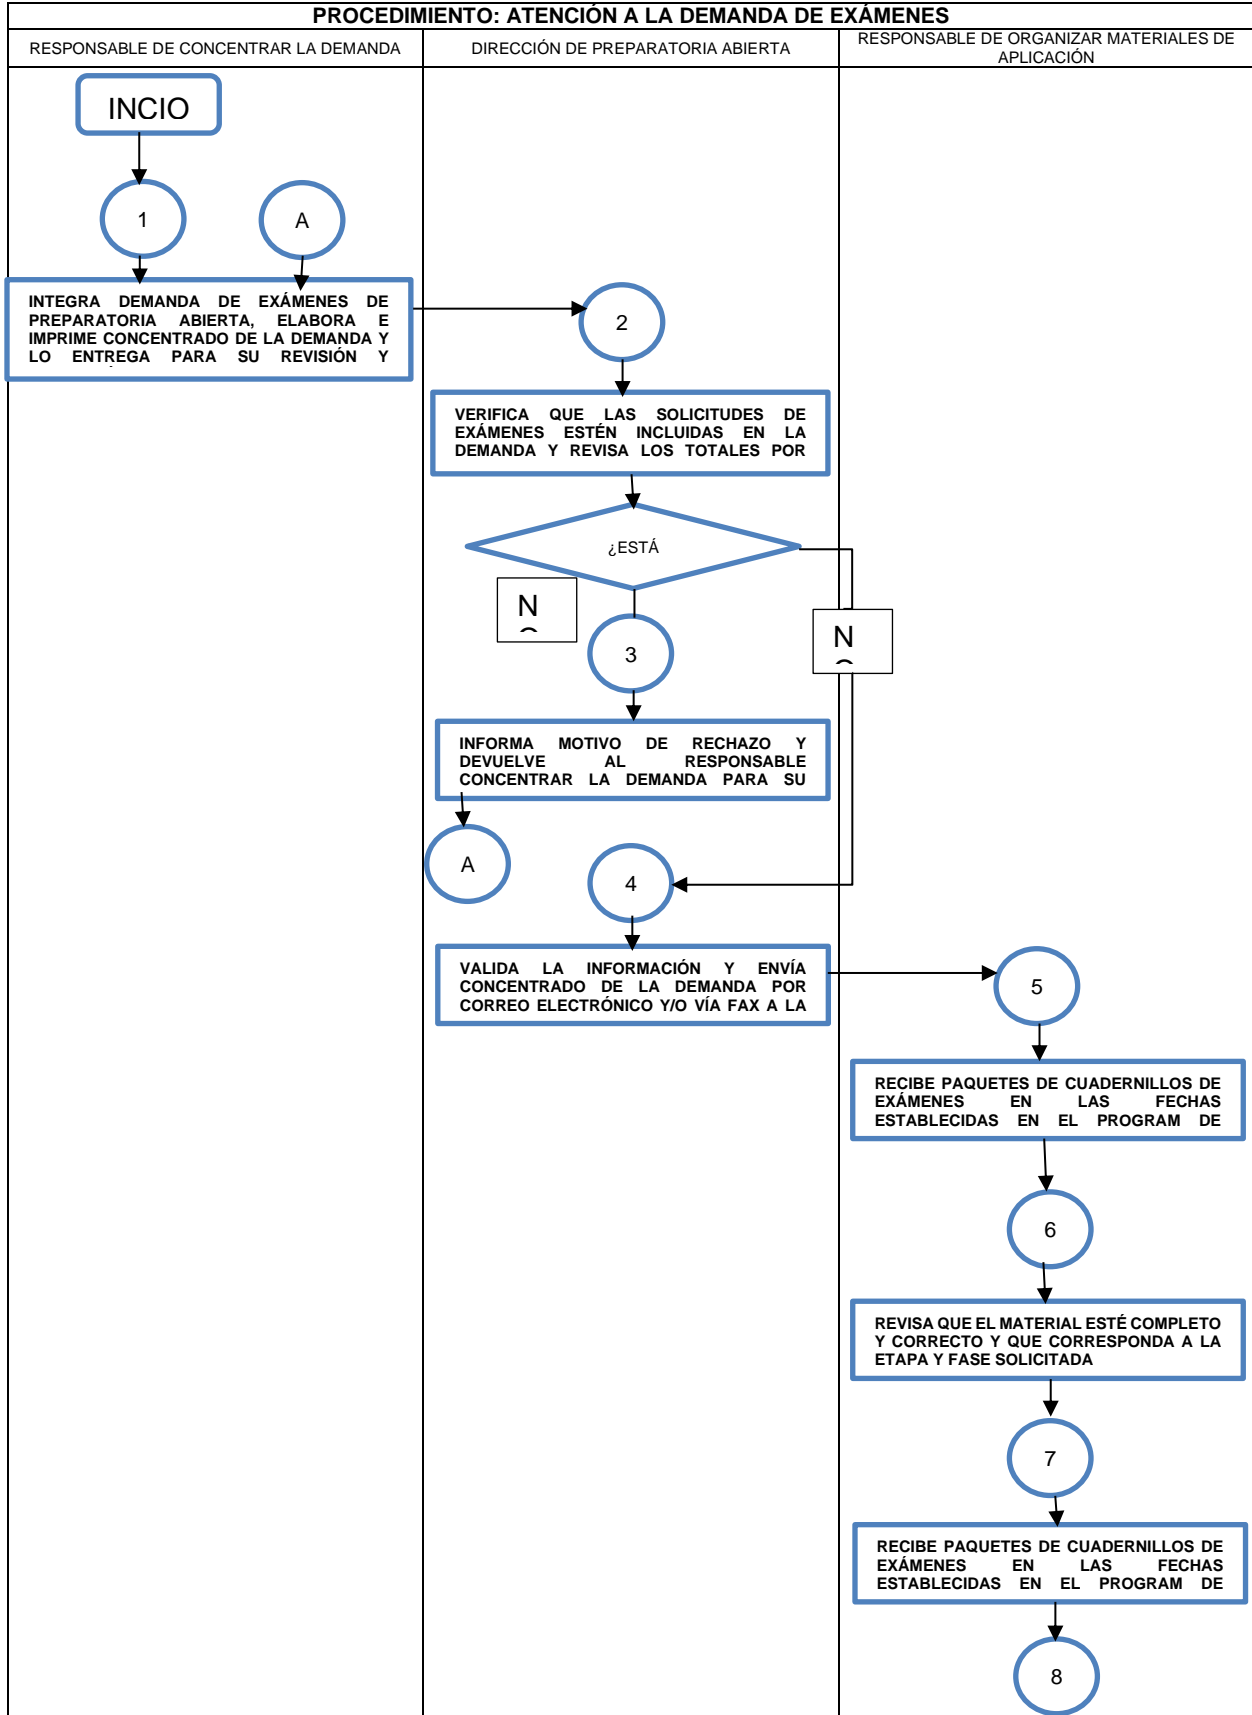 PROCEDIMIENTO: ATENCIÓN A LA DEMANDA DE EXÁMENES
RESPONSABLE DE CONCENTRAR LA DEMANDA
DIRECCIÓN DE PREPARATORIA ABIERTA
RESPONSABLE DE ORGANIZAR MATERIALES DE
APLICACIÓN
INCIO
1
A
INTEGRA DEMANDA DE EXÁMENES DE
PREPARATORIA ABIERTA, ELABORA E
IMPRIME CONCENTRADO DE LA DEMANDA Y
LO ENTREGA PARA SU REVISIÓN Y
2
VERIFICA QUE LAS SOLICITUDES DE
EXÁMENES ESTÉN INCLUIDAS EN LA
DEMANDA Y REVISA LOS TOTALES POR
¿ESTÁ
N
N
3
INFORMA MOTIVO DE RECHAZO Y
DEVUELVE AL RESPONSABLE
CONCENTRAR LA DEMANDA PARA SU
A
4
VALIDA LA INFORMACIÓN Y ENVÍA
CONCENTRADO DE LA DEMANDA POR
CORREO ELECTRÓNICO Y/O VÍA FAX A LA
5
RECIBE PAQUETES DE CUADERNILLOS DE
EXÁMENES EN LAS FECHAS
ESTABLECIDAS EN EL PROGRAM DE
6
REVISA QUE EL MATERIAL ESTÉ COMPLETO
Y CORRECTO Y QUE CORRESPONDA A LA
ETAPA Y FASE SOLICITADA
7
RECIBE PAQUETES DE CUADERNILLOS DE
EXÁMENES EN LAS FECHAS
ESTABLECIDAS EN EL PROGRAM DE
8